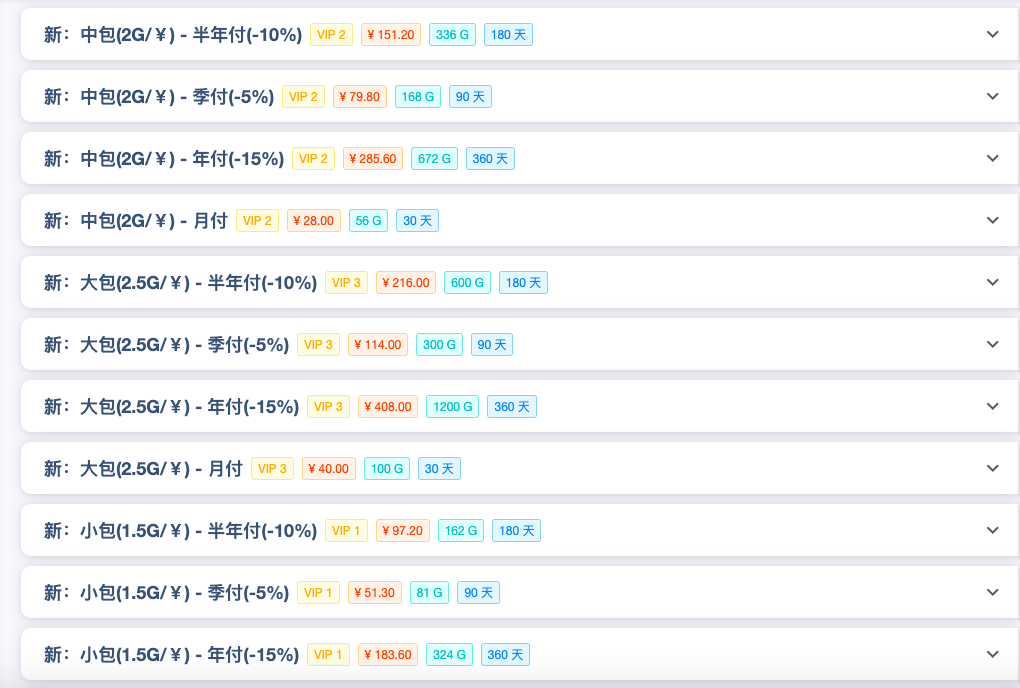 新：中包(2G/￥) - 半年付(-10%) VIP 2 ¥ 151.20 336 G 180 天
新：中包(2G/￥) - 季付(-5%) VIP 2 ¥ 79.80 168 G 90 天
新：中包(2G/￥) - 年付(-15%) VIP 2 ¥ 285.60 672 G 360 天
新：中包(2G/￥) - 月付 VIP 2 ¥ 28.00 56 G 30 天
新：大包(2.5G/￥) - 半年付(-10%) VIP 3 ¥ 216.00 600 G 180 天
新：大包(2.5G/￥) - 季付(-5%) VIP 3 ¥ 114.00 300 G 90 天
新：大包(2.5G/￥) - 年付(-15%) VIP 3 ¥ 408.00 1200 G 360 天
新：大包(2.5G/￥) - 月付 VIP 3 ¥ 40.00 100 G 30 天
新：小包(1.5G/￥) - 半年付(-10%) VIP 1 ¥ 97.20 162 G 180 天
新：小包(1.5G/￥) - 季付(-5%) VIP 1 ¥ 51.30 81 G 90 天
新：小包(1.5G/￥) - 年付(-15%) VIP 1 ¥ 183.60 324 G 360 天